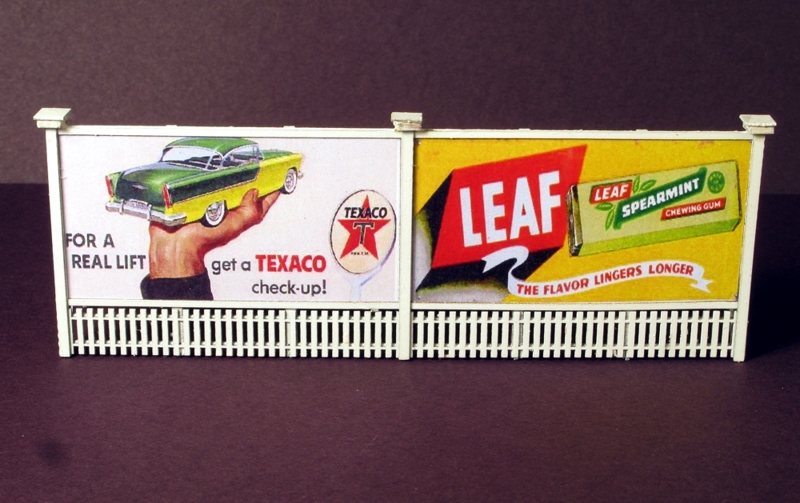 FOR A
REAL LIFT
get a TEXACO
check-up!
TEXACO
T
LEAF
LEAF
SPEARMINT
CHEWING GUM
THE FLAVOR LINGERS LONGER